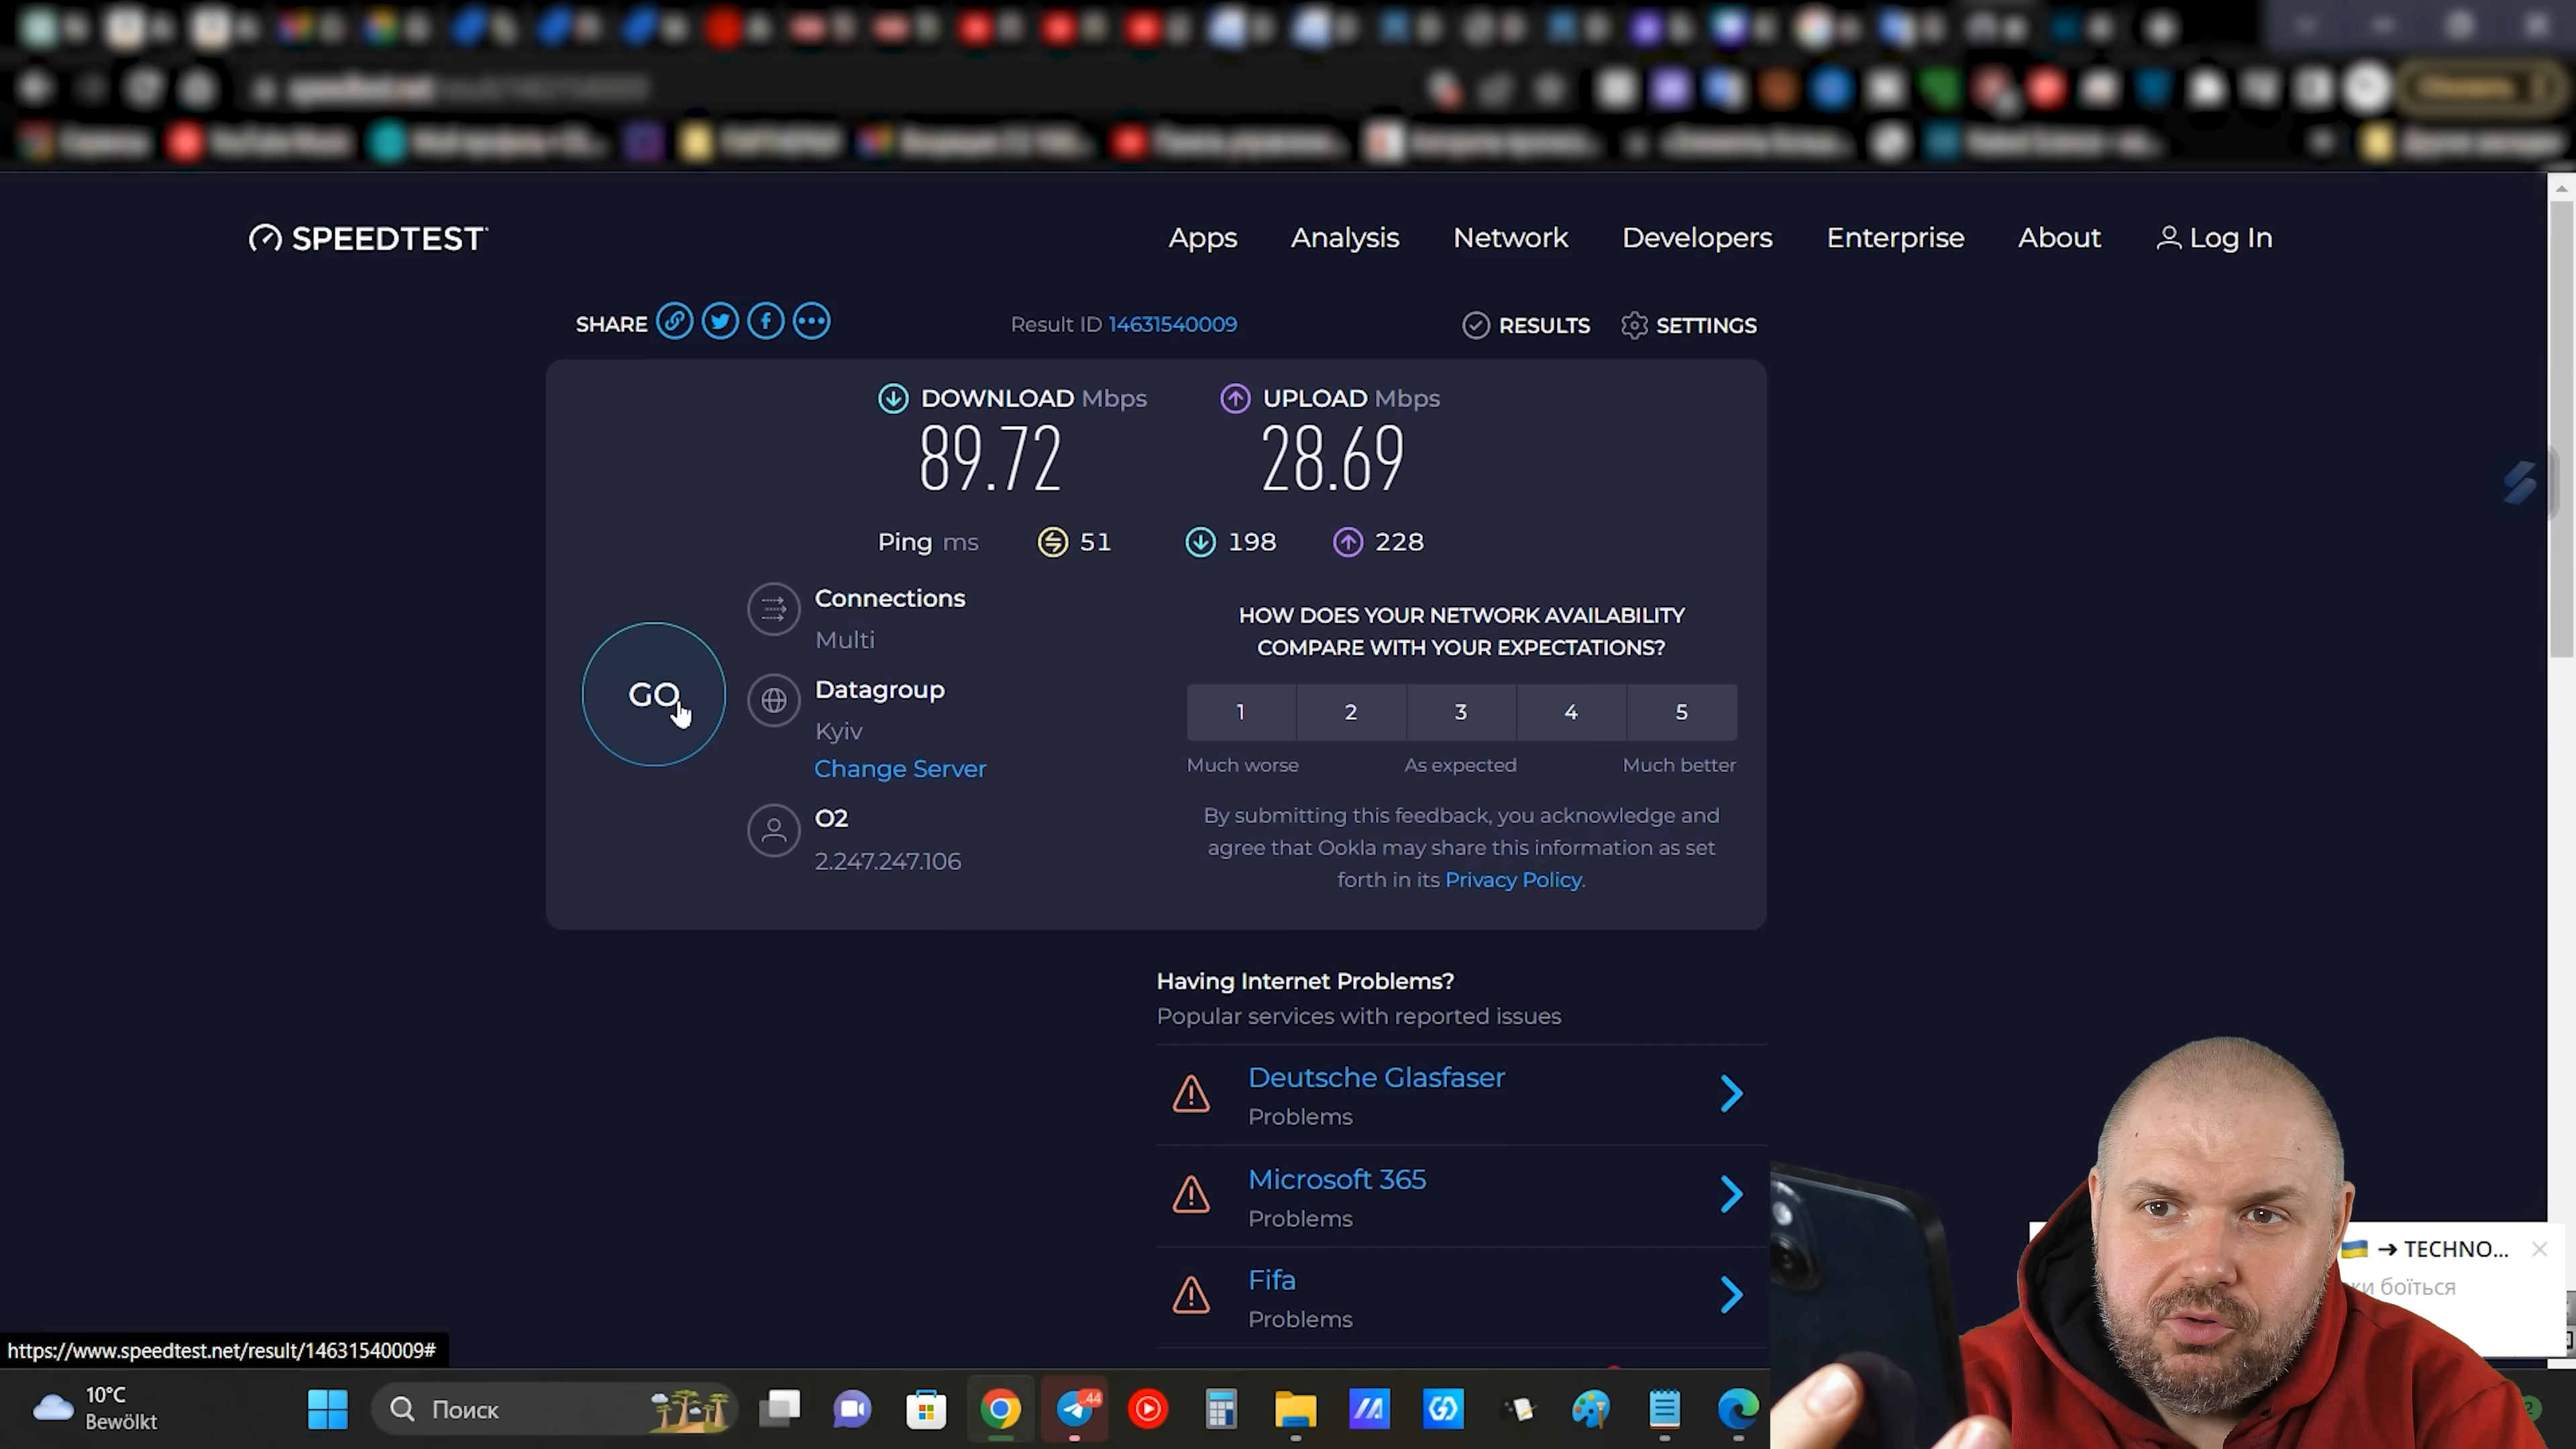 SPEEDTEST
Apps Analysis Network Developers Enterprise About Log In
SHARE Result ID 14631540009 RESULTS SETTINGS
DOWNLOAD Mbps UPLOAD Mbps
89.72 28.69
Ping ms 51 198 228
Connections
Multi
HOW DOES YOUR NETWORK AVAILABILITY
COMPARE WITH YOUR EXPECTATIONS?
GO
Datagroup
Kyiv
Change Server
1 2 3 4 5
Much worse As expected Much better
O2
2.247.247.106
By submitting this feedback, you acknowledge and
agree that Ookla may share this information as set
forth in its Privacy Policy.
Having Internet Problems?
Popular services with reported issues
Deutsche Glasfaser
Problems
Microsoft 365
Problems
Fifa
Problems
→ TECHNO...
ки боїться
https://www.speedtest.net/result/14631540009#
10°C
Bewölkt
Поиск
44